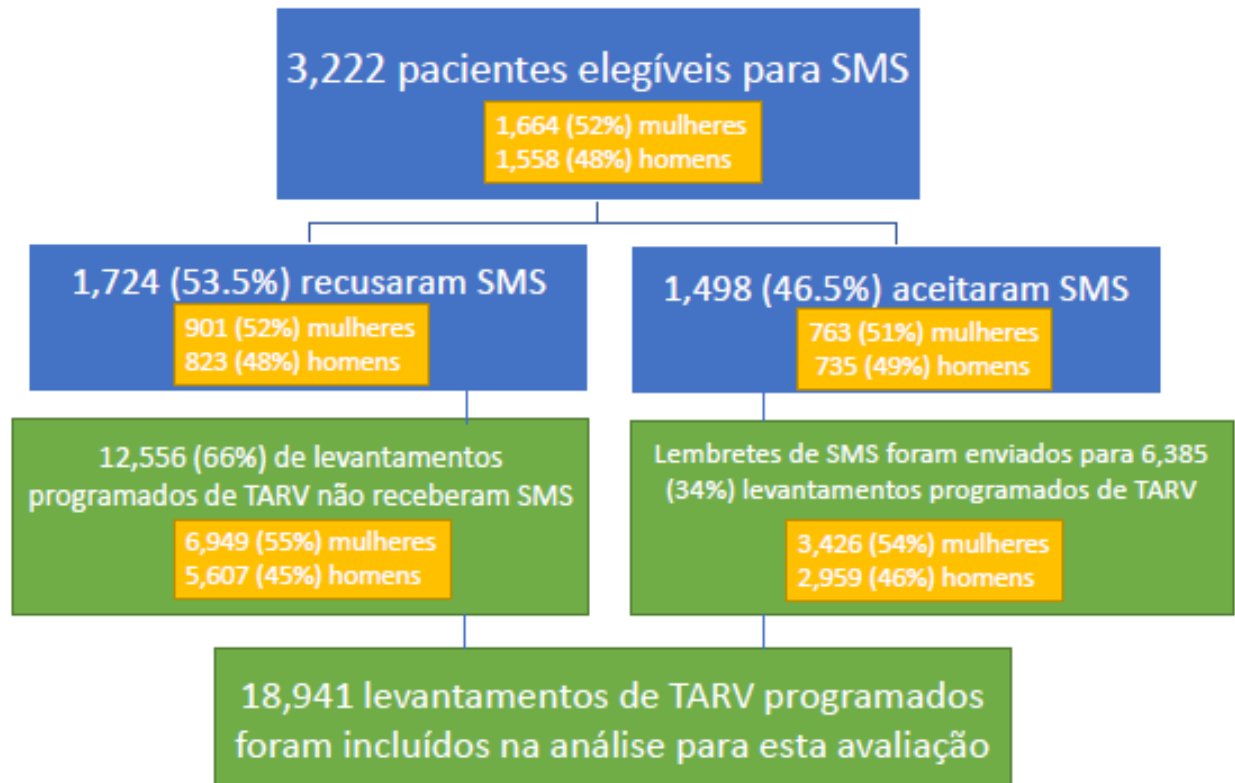 3,222 pacientes elegíveis para SMS
1,664 (52%) mulheres
1,558 (48%) homens
1,724 (53.5%) recusaram SMS
901 (52%) mulheres
823 (48%) homens
1,498 (46.5%) aceitaram SMS
763 (51%) mulheres
735 (49%) homens
12,556 (66%) de levantamentos
programados de TARV não receberam SMS
6,949 (55%) mulheres
5,607 (45%) homens
Lembretes de SMS foram enviados para 6,385
(34%) levantamentos programados de TARV
3,426 (54%) mulheres
2,959 (46%) homens
18,941 levantamentos de TARV programados
foram incluídos na análise para esta avaliação